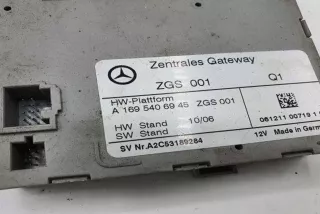 Zentrales Gateway
ZGS 001 Q1
HW-Plattform
A 169 540 69 45 ZGS 001
HW Stand 10/06
SW Stand
061211 00719 1
12V Made in Germ
SV Nr.A2C53189284